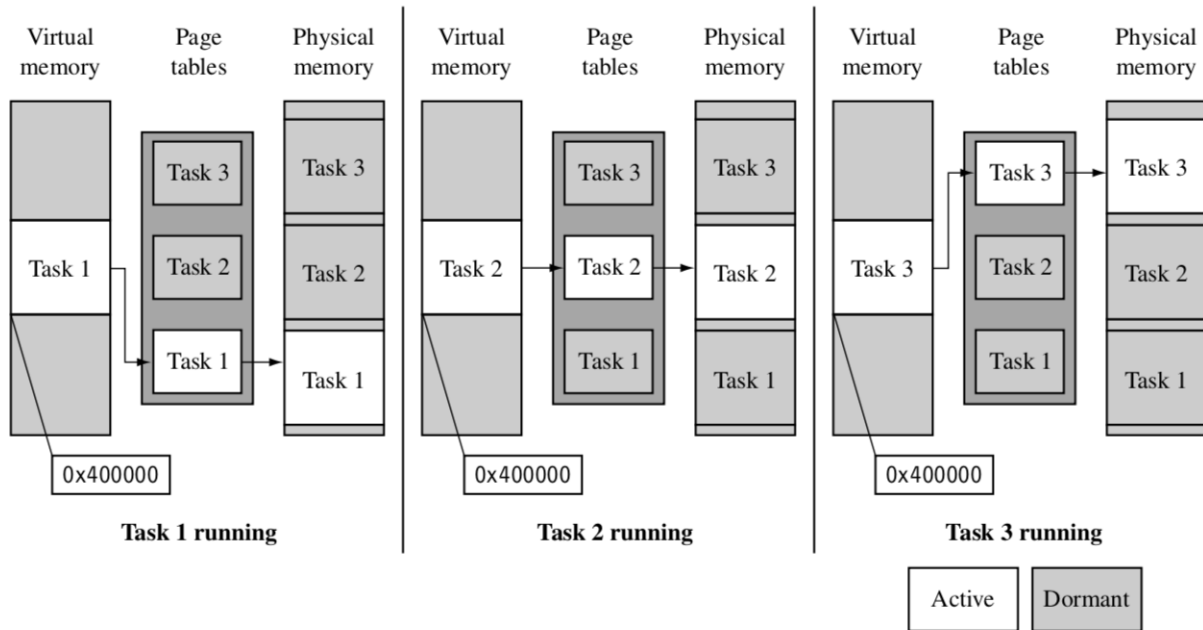 Virtual
memory
Page
tables
Physical
memory
Task 1
Task 3
Task 2
Task 1
Task 3
Task 2
Task 1
0x400000
Task 1 running
Virtual
memory
Page
tables
Physical
memory
Task 2
Task 3
Task 2
Task 1
Task 3
Task 2
Task 1
0x400000
Task 2 running
Virtual
memory
Page
tables
Physical
memory
Task 3
Task 3
Task 2
Task 1
Task 3
Task 2
Task 1
0x400000
Task 3 running
Active
Dormant